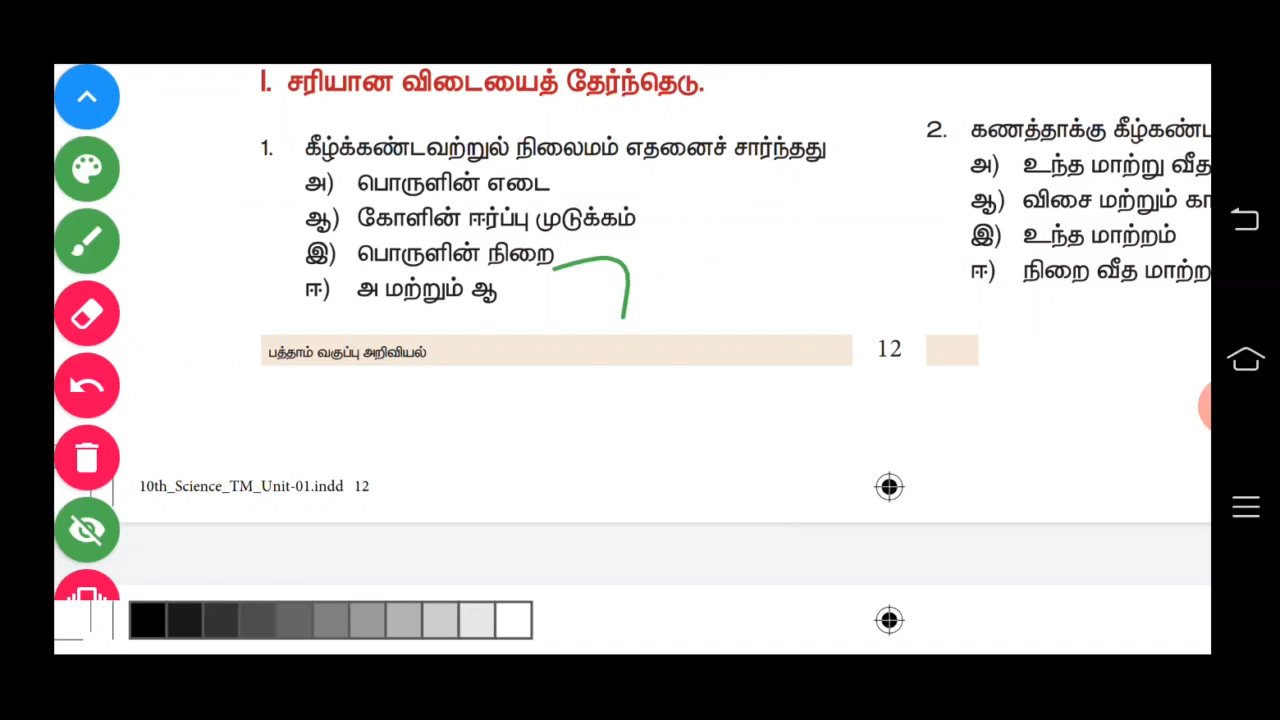 I. சரியான விடையைத் தேர்ந்தெடு.
1. கீழ்க்கண்டவற்றுல் நிலைமம் எதனைச் சார்ந்தது
அ) பொருளின் எடை
ஆ) கோளின் ஈர்ப்பு முடுக்கம்
இ) பொருளின் நிறை
ஈ) அ மற்றும் ஆ
பத்தாம் வகுப்பு அறிவியல்
12
2. கணத்தாக்கு
அ) உந்த மாற்று
ஆ) விசை மற்றும்
இ) உந்த மாற்றம்
ஈ) நிறை வீத
10th_Science_TM_Unit-01.indd 12